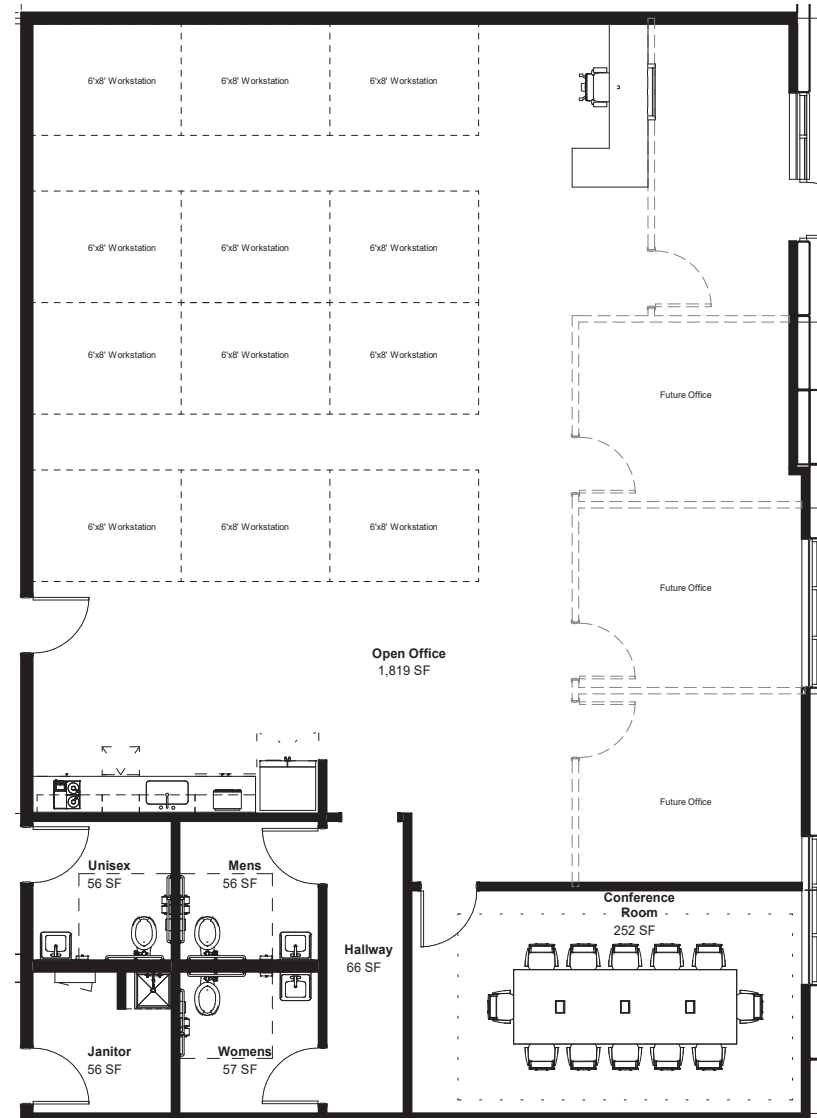 6'x8' Workstation
6'x8' Workstation
6'x8' Workstation
6'x8' Workstation
6'x8' Workstation
6'x8' Workstation
6'x8' Workstation
6'x8' Workstation
6'x8' Workstation
Future Office
6'x8' Workstation
6'x8' Workstation
6'x8' Workstation
Future Office
Open Office
1,819 SF
Future Office
Unisex
56 SF
Mens
56 SF
Conference
Room
252 SF
Hallway
66 SF
Janitor
56 SF
Womens
57 SF